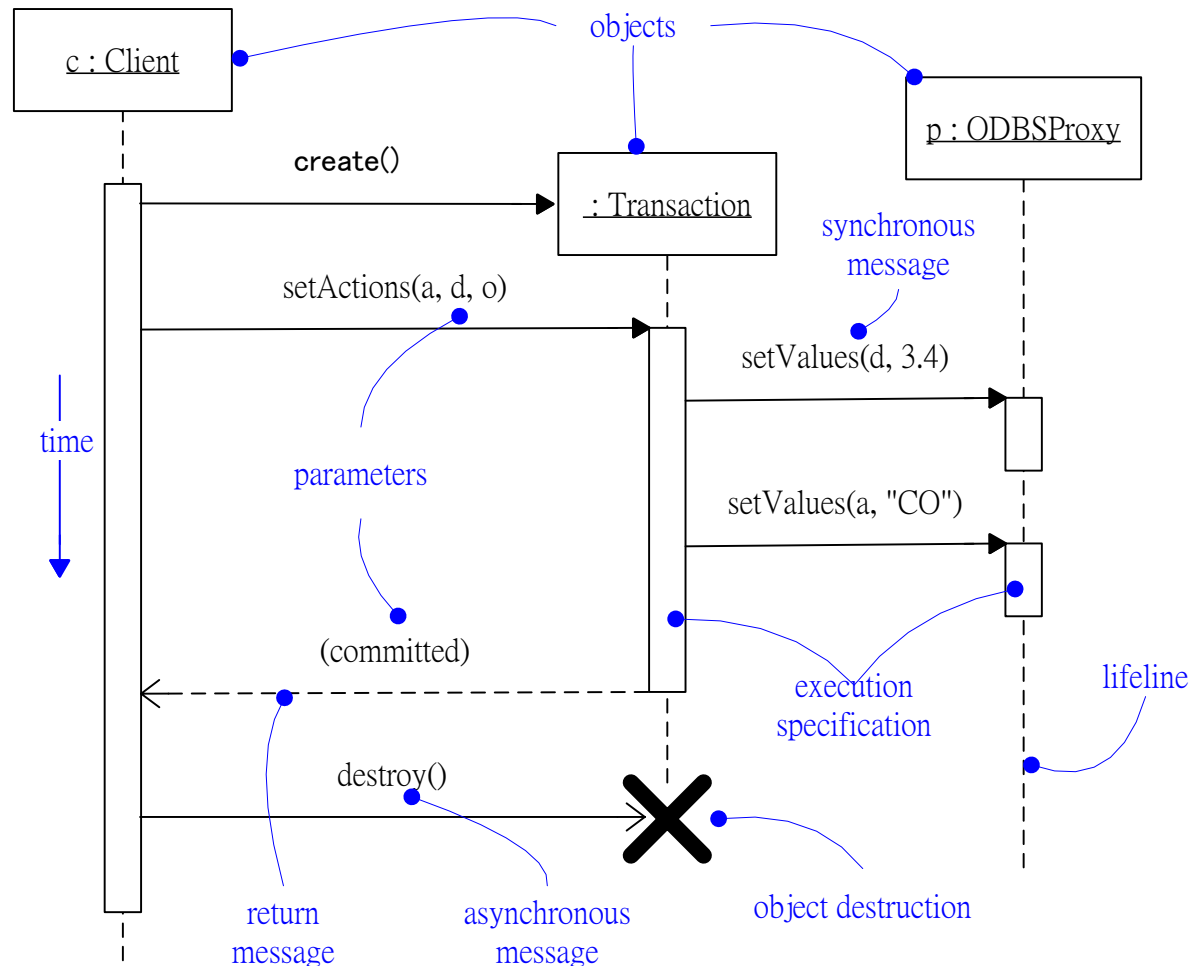 objects
c : Client
p : ODBSProxy
create()
: Transaction
synchronous
message
setActions(a, d, o)
setValues(d, 3.4)
time
parameters
setValues(a, "CO")
(committed)
execution
specification
lifeline
destroy()
object destruction
return
message
asynchronous
message